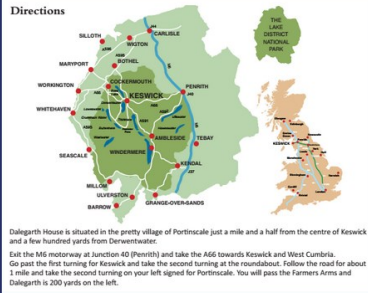 Directions
THE
LAKE
DISTRICT
NATIONAL
PARK
SILLOTH
CARLISLE
WIGTON
BOTHEL
MARYPORT
COCKERMOUTH
WORKINGTON
KESWICK
PENRITH
WHITEHAVEN
KESWICK
AMBLESIDE
TEBAY
SEASCALE
WINDERMERE
KENDAL
MILLOM
ULVERSTON
BARROW
GRANGE-OVER-SANDS
Dalegarth House is situated in the pretty village of Portinscale just a mile and a half from the centre of Keswick
and a few hundred yards from Derwentwater.
Exit the M6 motorway at Junction 40 (Penrith) and take the A66 towards Keswick and West Cumbria.
Go past the first turning for Keswick and take the second turning at the roundabout. Follow the road for about
1 mile and take the second turning on your left signed for Portinscale. You will pass the Farmers Arms and
Dalegarth is 200 yards on the left.